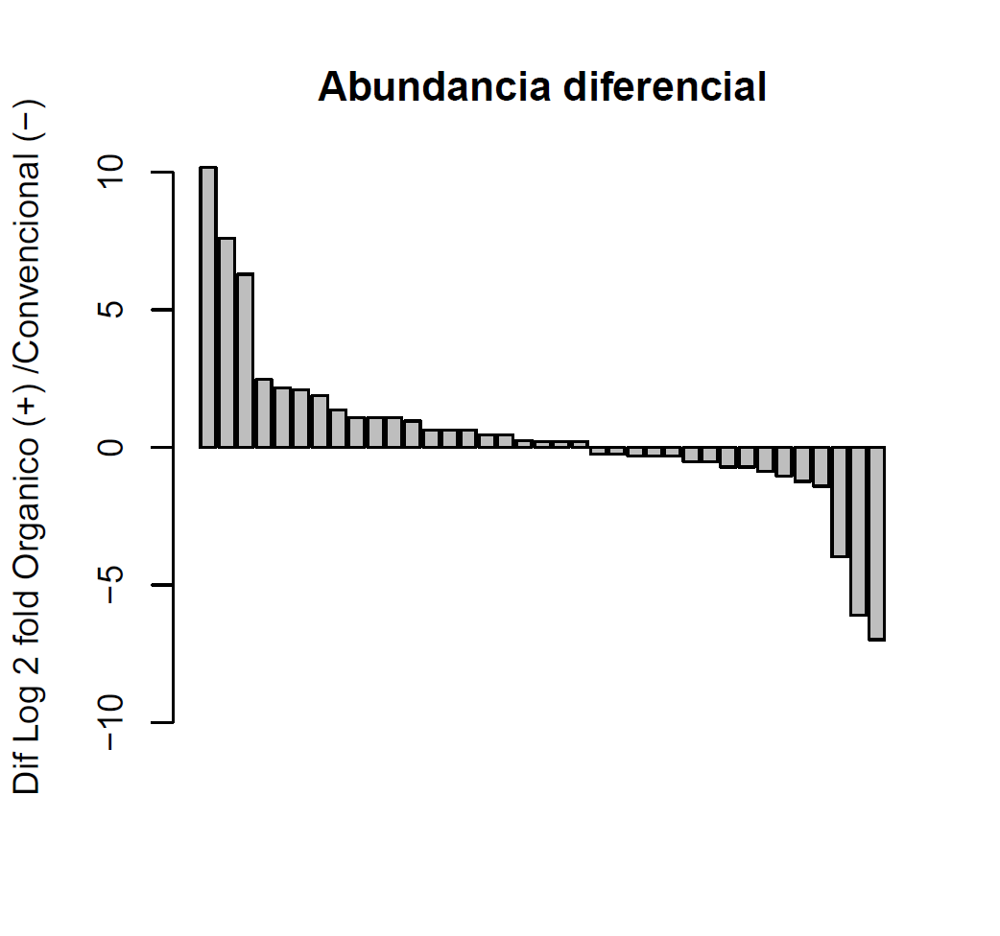 Abundancia diferencial
Dif Log 2 fold Organico (+) /Convencional (−)
10
5
0
−5
−10